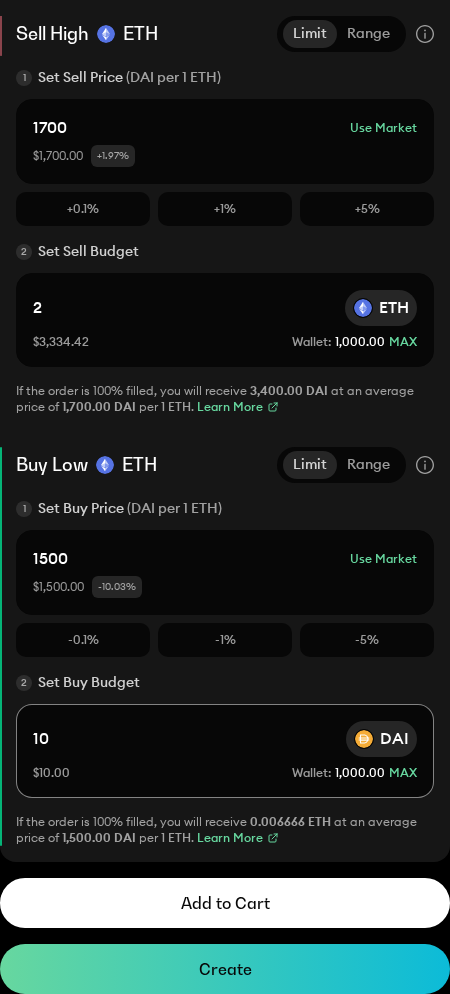 Sell High ETH Limit Range
1 Set Sell Price (DAI per 1 ETH)
1700 Use Market
$1,700.00 +1.97%
+0.1% +1% +5%
2 Set Sell Budget
2 ETH
$3,334.42 Wallet: 1,000.00 MAX
If the order is 100% filled, you will receive 3,400.00 DAI at an average
price of 1,700.00 DAI per 1 ETH. Learn More
Buy Low ETH Limit Range
1 Set Buy Price (DAI per 1 ETH)
1500 Use Market
$1,500.00 -10.03%
-0.1% -1% -5%
2 Set Buy Budget
10 DAI
$10.00 Wallet: 1,000.00 MAX
If the order is 100% filled, you will receive 0.006666 ETH at an average
price of 1,500.00 DAI per 1 ETH. Learn More
Add to Cart
Create